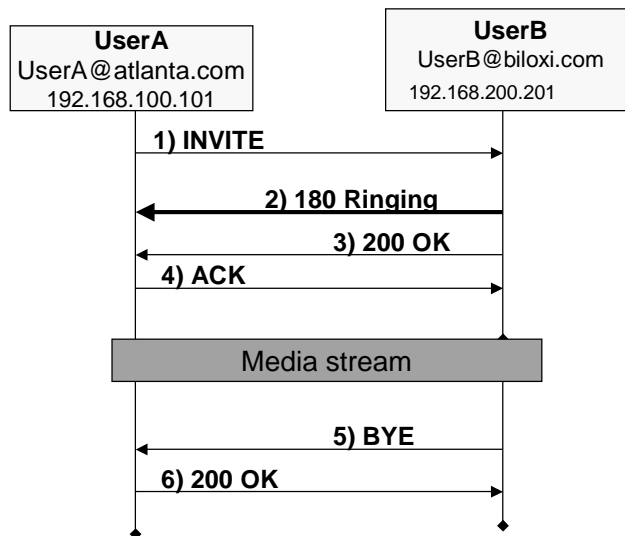 UserA
UserA@atlanta.com
192.168.100.101
UserB
UserB@biloxi.com
192.168.200.201
1) INVITE
2) 180 Ringing
3) 200 OK
4) ACK
Media stream
5) BYE
6) 200 OK